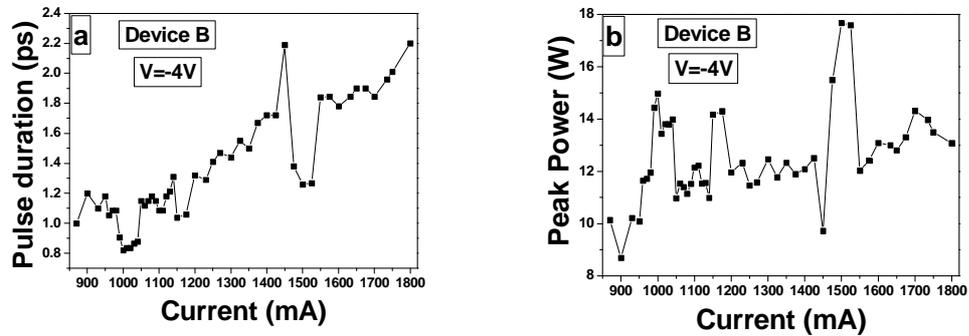 a
Device B
V=-4V
Pulse duration (ps)
2.4
2.2
2.0
1.8
1.6
1.4
1.2
1.0
0.8
900 1000 1100 1200 1300 1400 1500 1600 1700 1800
Current (mA)
b
Device B
V=-4V
Peak Power (W)
18
16
14
12
10
8
900 1000 1100 1200 1300 1400 1500 1600 1700 1800
Current (mA)